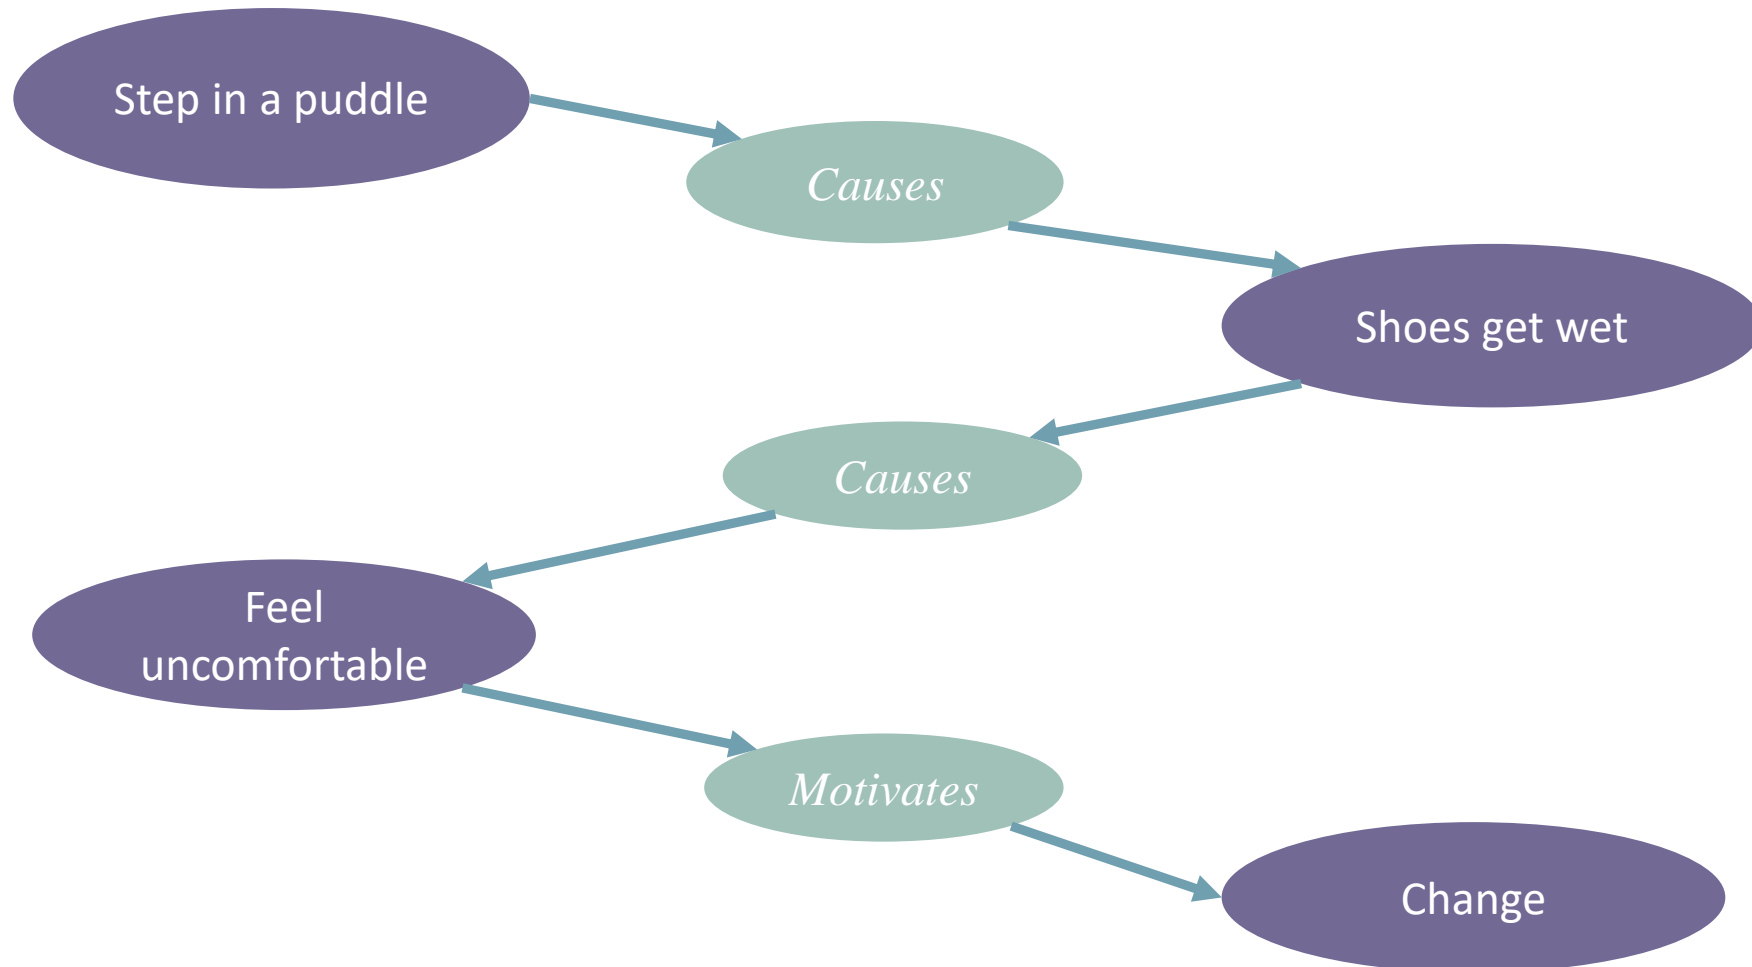 Step in a puddle
Causes
Shoes get wet
Causes
Feel
uncomfortable
Motivates
Change